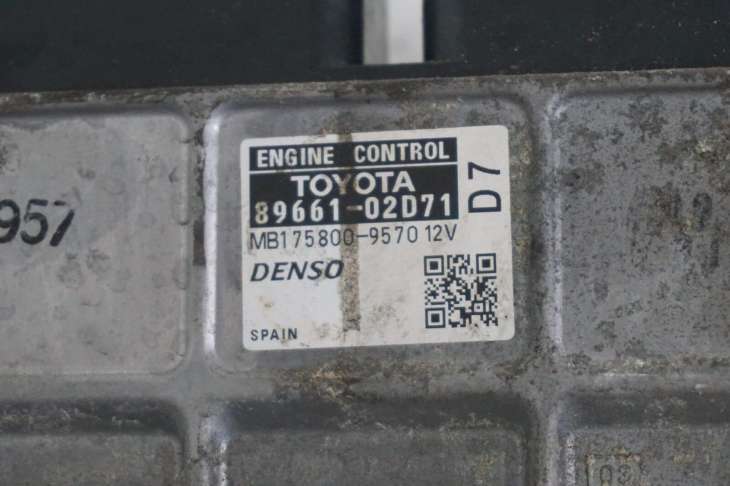 ENGINE CONTROL
TOYOTA
89661-02D71
D7
MB175800-9570 12V
DENSO
SPAIN
957